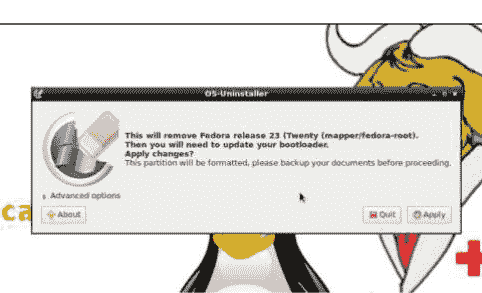 OS-Uninstaller
This will remove Fedora release 23 (Twenty (mapper/fedora-root).
Then you will need to update your bootloader.
Apply changes?
This partition will be formatted, please backup your documents before proceeding.
Advanced options
About
Quit
Apply
ca